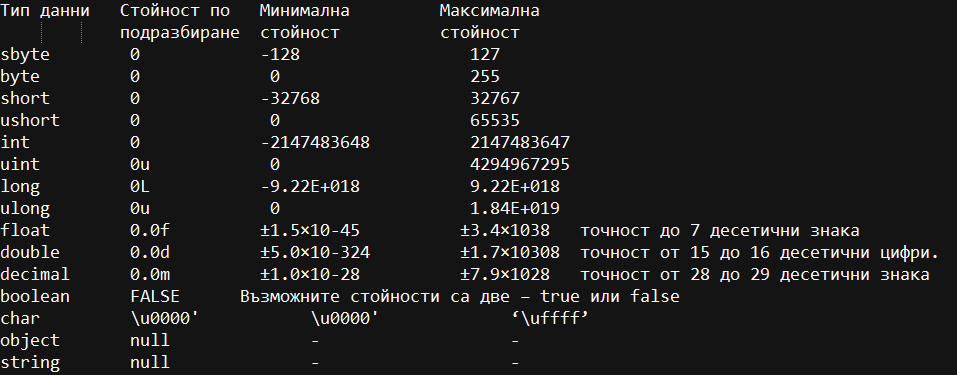 Тип данни   Стойност по   Минимална         Максимална
            подразбиране  стойност          стойност
sbyte        0            -128                 127
byte         0             0                   255
short        0            -32768               32767
ushort       0             0                   65535
int          0            -2147483648          2147483647
uint         0u            0                   4294967295
long         0L           -9.22E+018           9.22E+018
ulong        0u            0                   1.84E+019
float        0.0f         ±1.5×10-45          ±3.4×1038   точност до 7 десетични знака
double       0.0d         ±5.0×10-324         ±1.7×10308  точност от 15 до 16 десетични цифри.
decimal      0.0m         ±1.0×10-28          ±7.9×1028   точност от 28 до 29 десетични знака
boolean      FALSE      Възможните стойности са две – true или false
char         \u0000'           \u0000'             ‘\uffff’
object       null              -                   -
string       null              -                   -